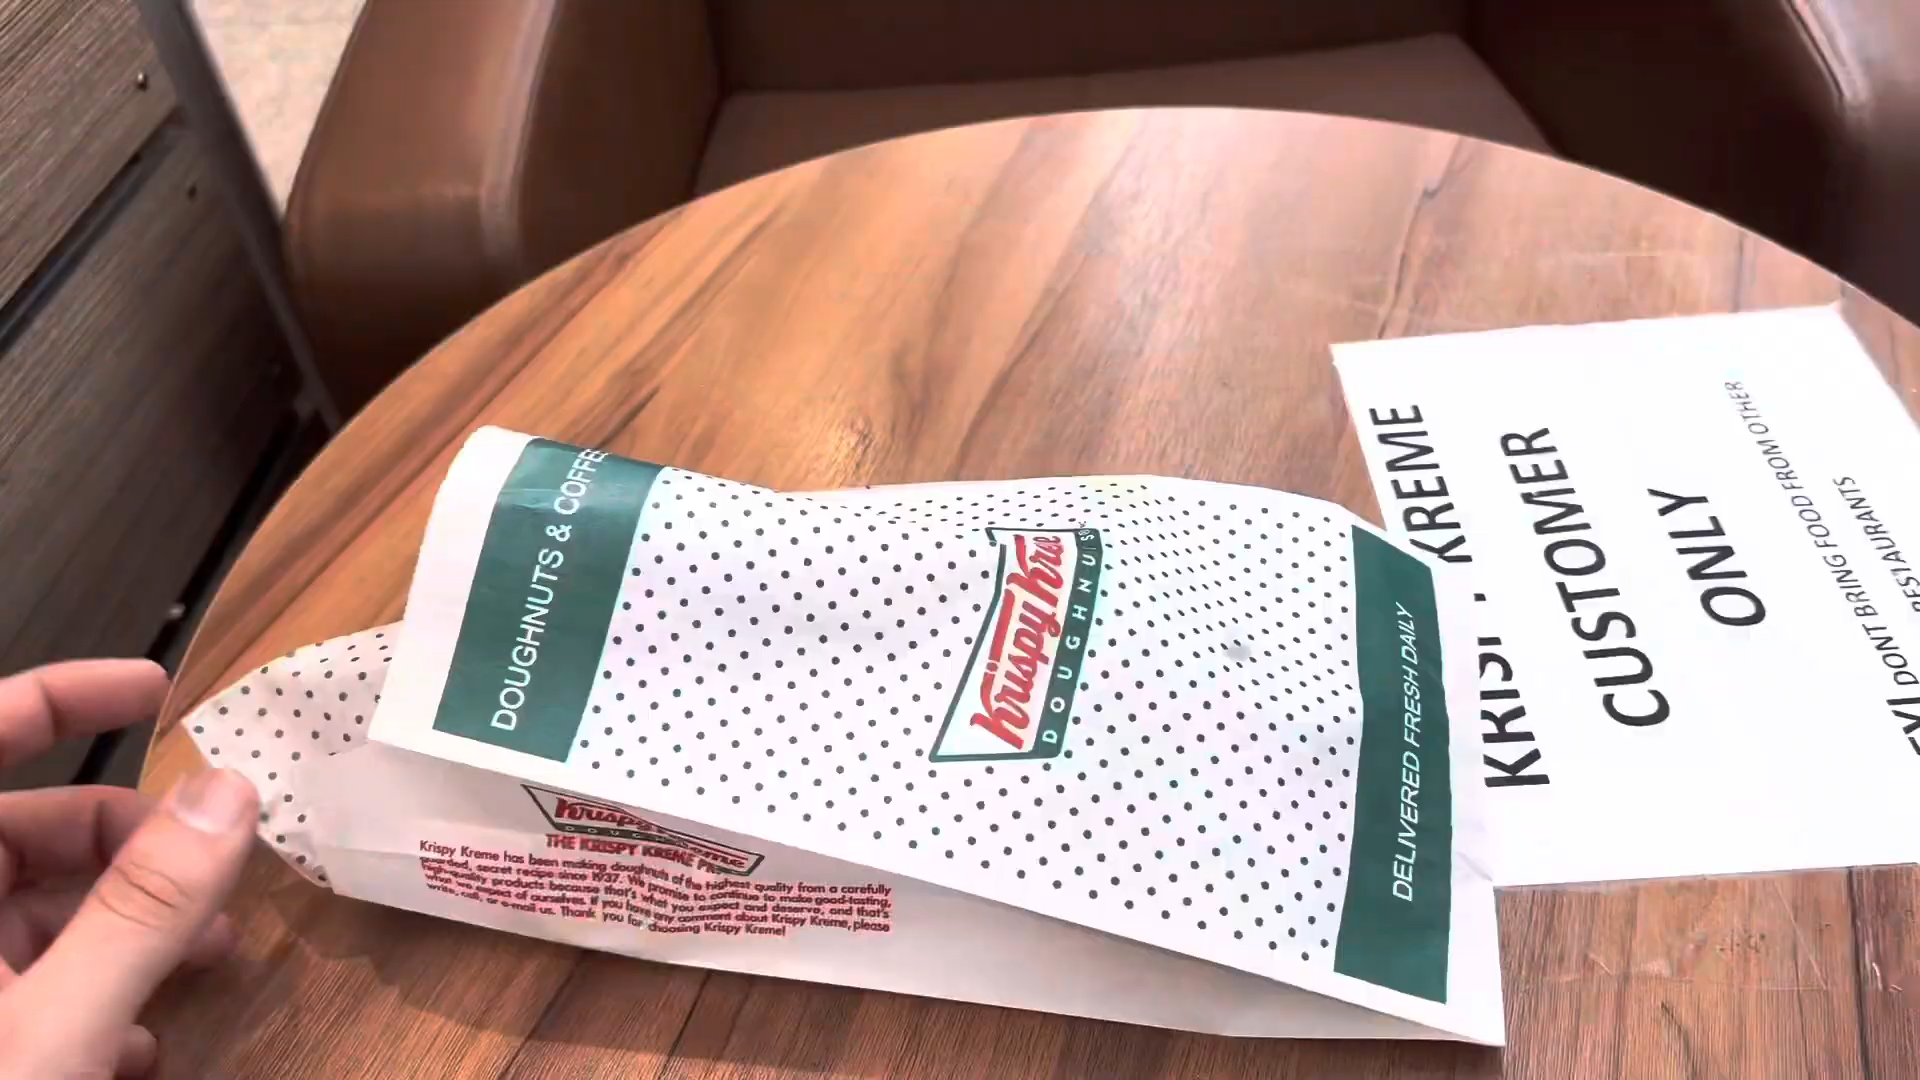 DOUGHNUTS & COFFEE
Krispy Kreme
DOUGHNUTS
DELIVERED FRESH DAILY
Krispy
THE KRISPY KREME
Krispy Kreme has been making doughnuts of the highest quality from a carefully
guarded, secret recipe since 1937. We promise to continue to make good-tasting,
high-quality products because that's what you expect and deserve, and that's
what we expect of ourselves. If you have any comment about Krispy Kreme, please
write, call, or e-mail us. Thank you for choosing Krispy Kreme!
KREME
CUSTOMER
ONLY
DONT BRING FOOD FROM OTHER
RESTAURANTS